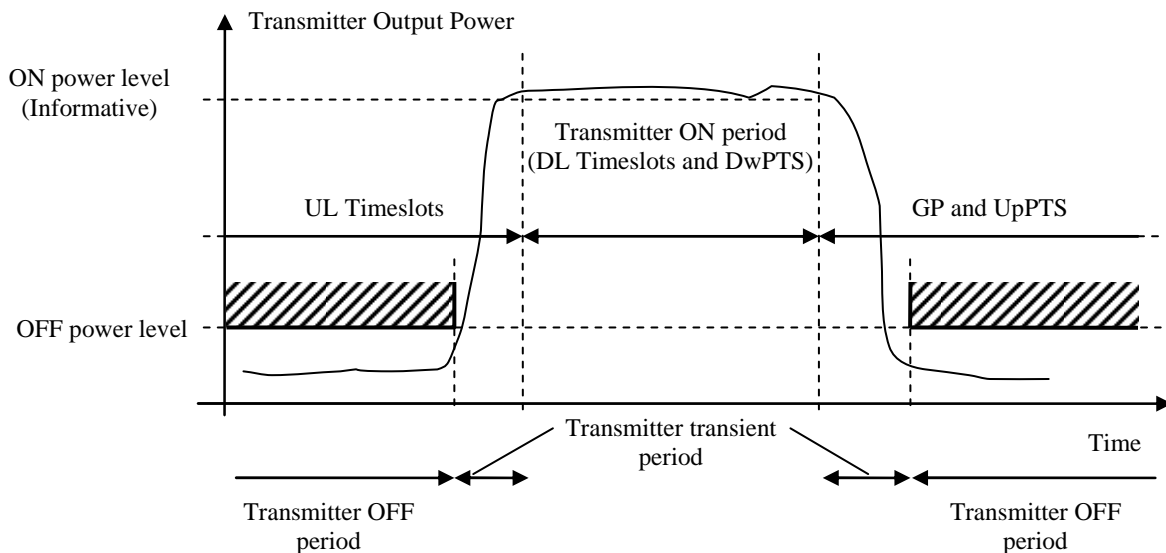 Transmitter Output Power
ON power level
(Informative)
Transmitter ON period
(DL Timeslots and DwPTS)
UL Timeslots
GP and UpPTS
OFF power level
Transmitter transient
period
Time
Transmitter OFF
period
Transmitter OFF
period